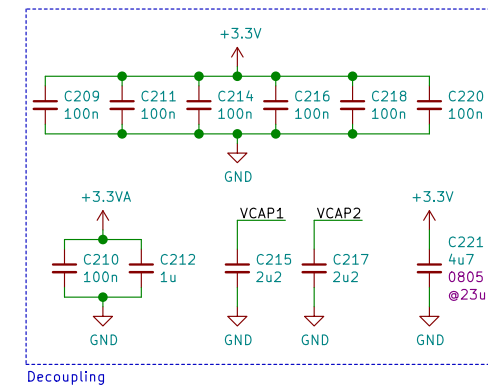 +3.3V
C209 C211 C214 C216 C218 C220
100n 100n 100n 100n 100n 100n
GND
+3.3VA VCAP1 VCAP2 +3.3V
C210 C212 C215 C217 C221
100n 1u 2u2 2u2 4u7
0805
@23u
GND GND GND GND
Decoupling